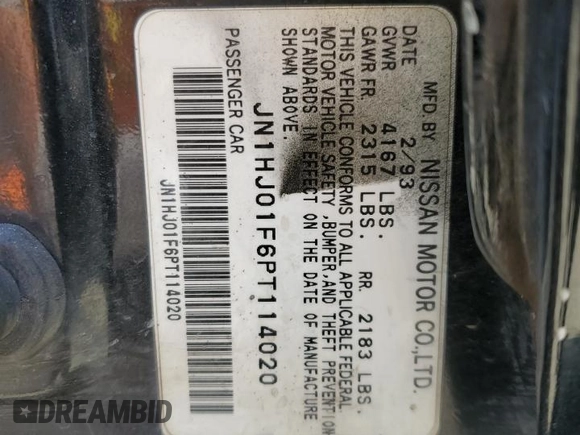 MFD.BY NISSAN MOTOR CO.,LTD.
DATE 2/93
GVWR 4167 LBS.
GAWR FR. 2315 LBS. RR. 2183 LBS.
THIS VEHICLE CONFORMS TO ALL APPLICABLE FEDERAL
MOTOR VEHICLE SAFETY ,BUMPER,AND THEFT PREVENTION
STANDARDS IN EFFECT ON THE DATE OF MANUFACTURE
SHOWN ABOVE.
JN1HJ01F6PT114020
PASSENGER CAR
JN1HJ01F6PT114020
DREAMBID